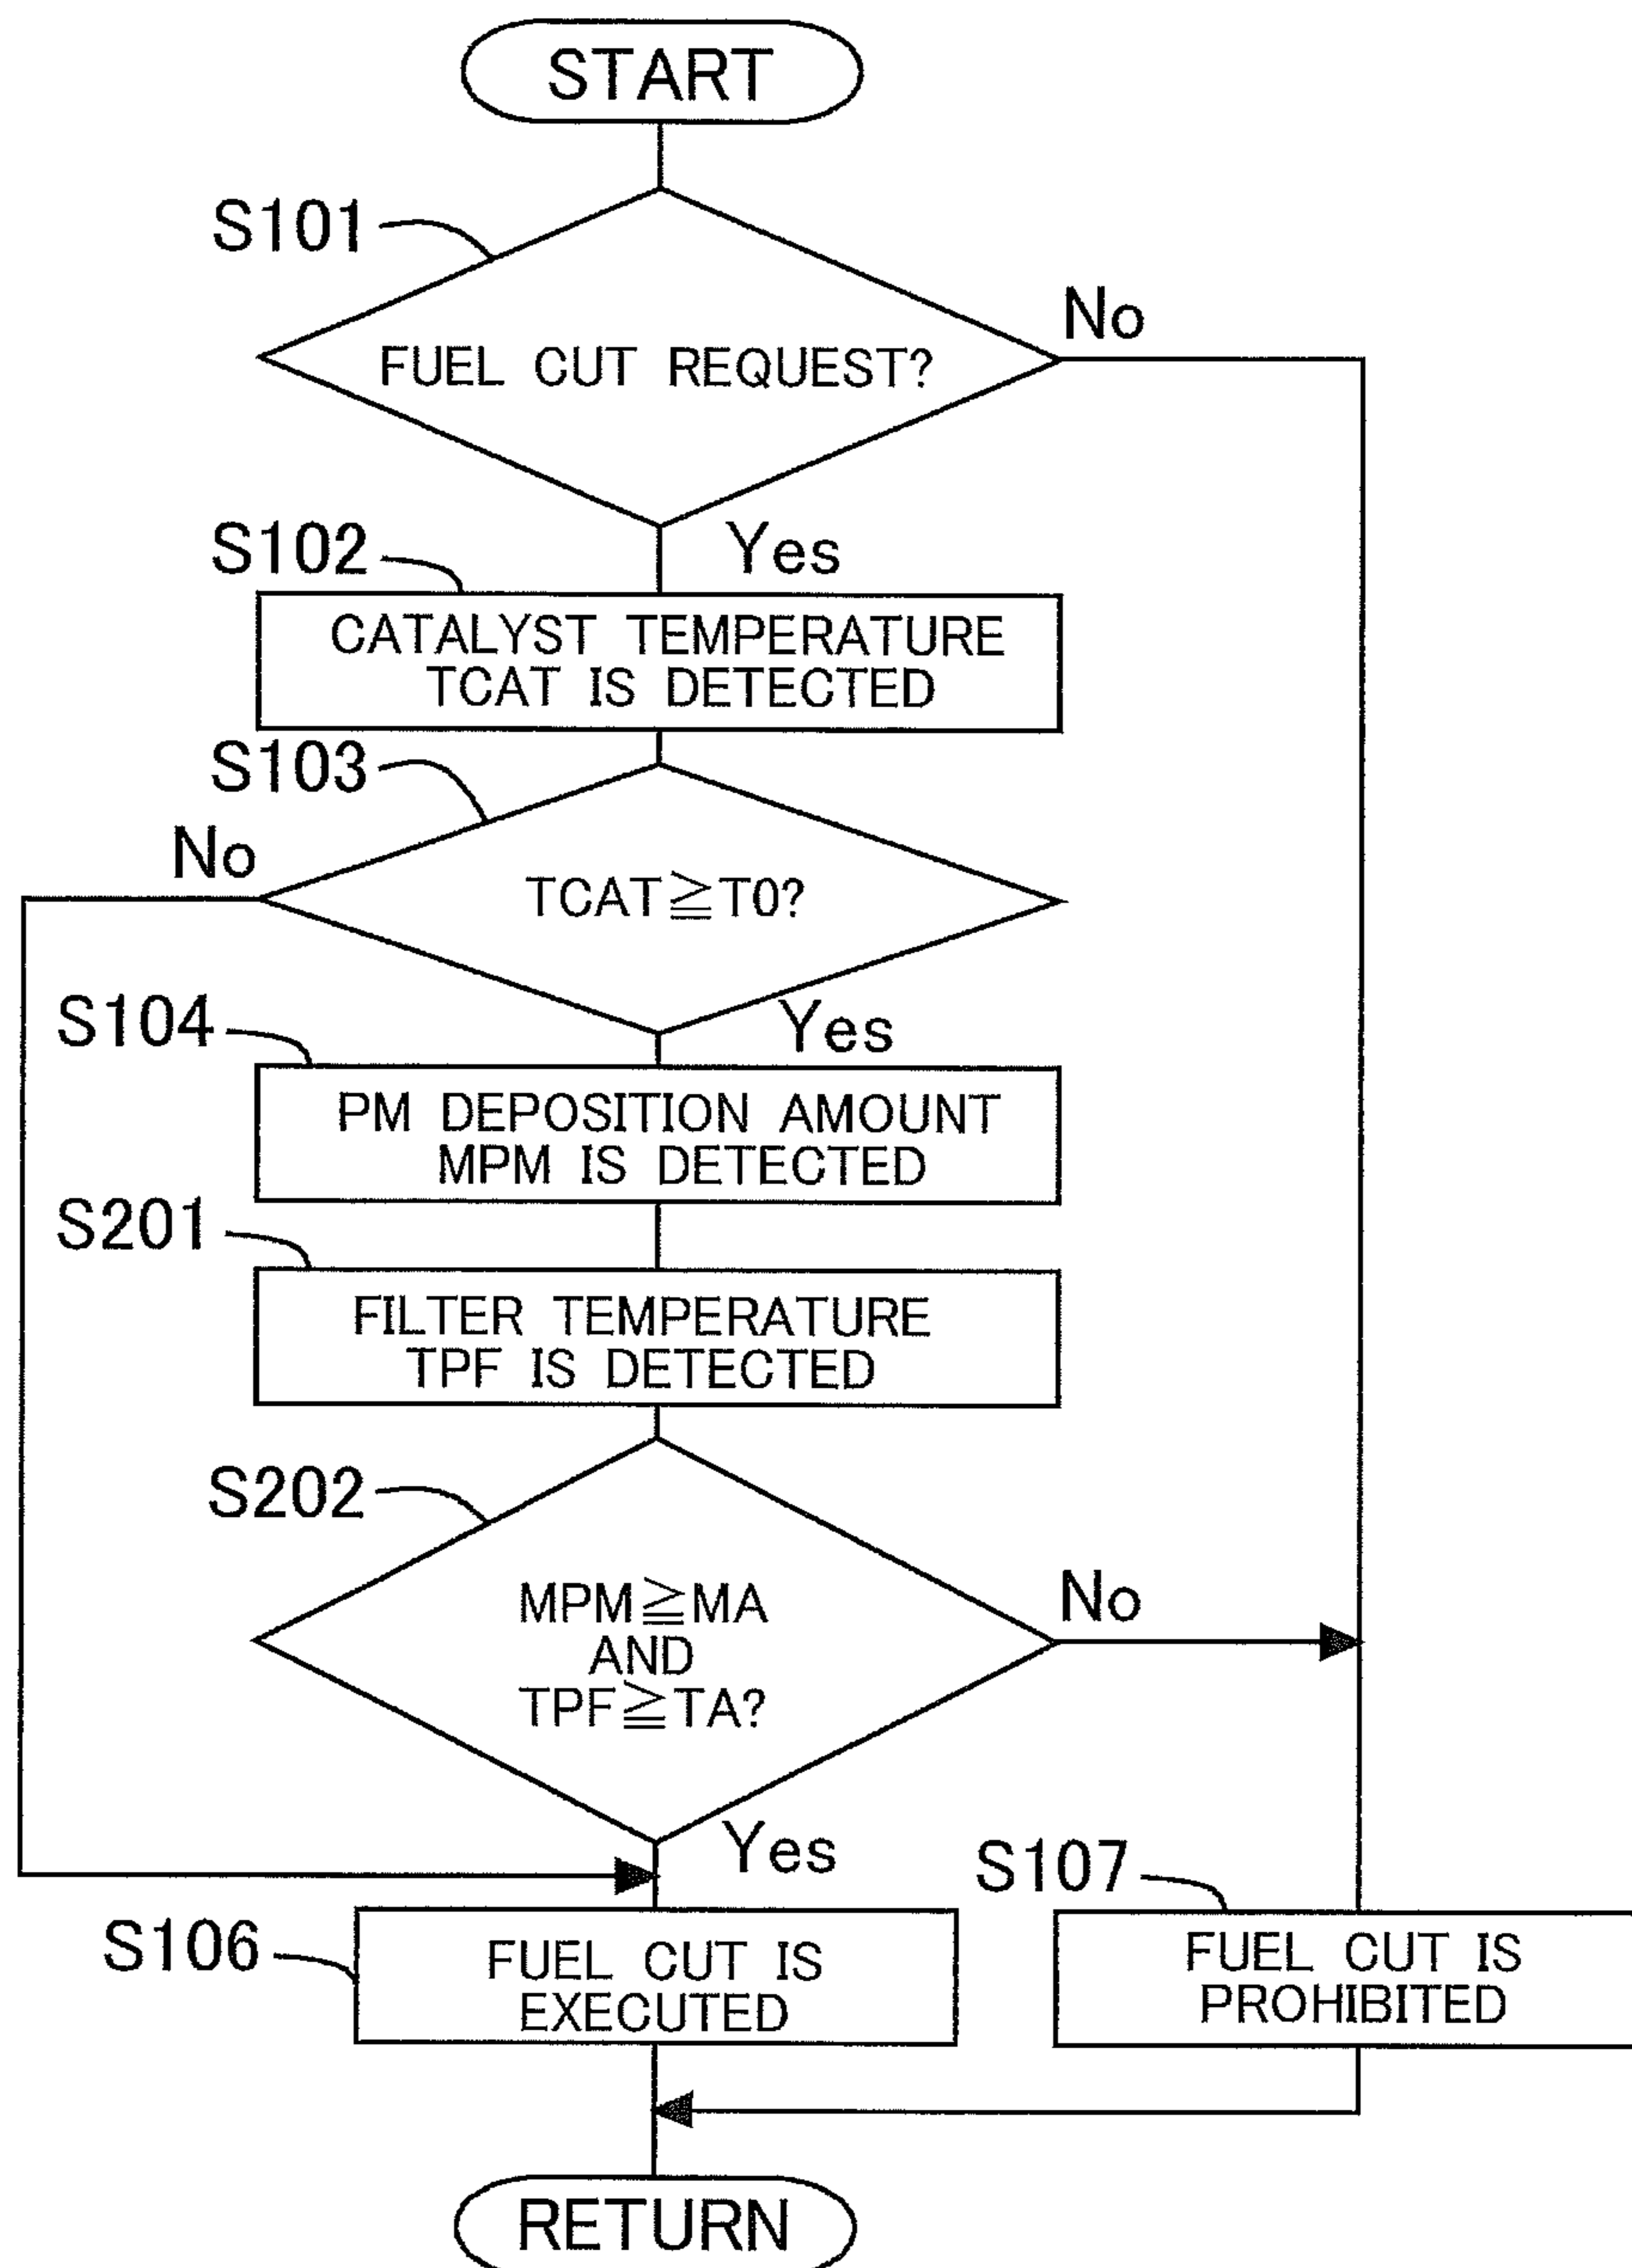 START
S101
FUEL CUT REQUEST?
No
Yes
S102
CATALYST TEMPERATURE
TCAT IS DETECTED
S103
No
TCAT≧T0?
Yes
S104
PM DEPOSITION AMOUNT
MPM IS DETECTED
S201
FILTER TEMPERATURE
TPF IS DETECTED
S202
MPM≧MA
AND
TPF≧TA?
No
Yes
S106
FUEL CUT IS
EXECUTED
S107
FUEL CUT IS
PROHIBITED
RETURN